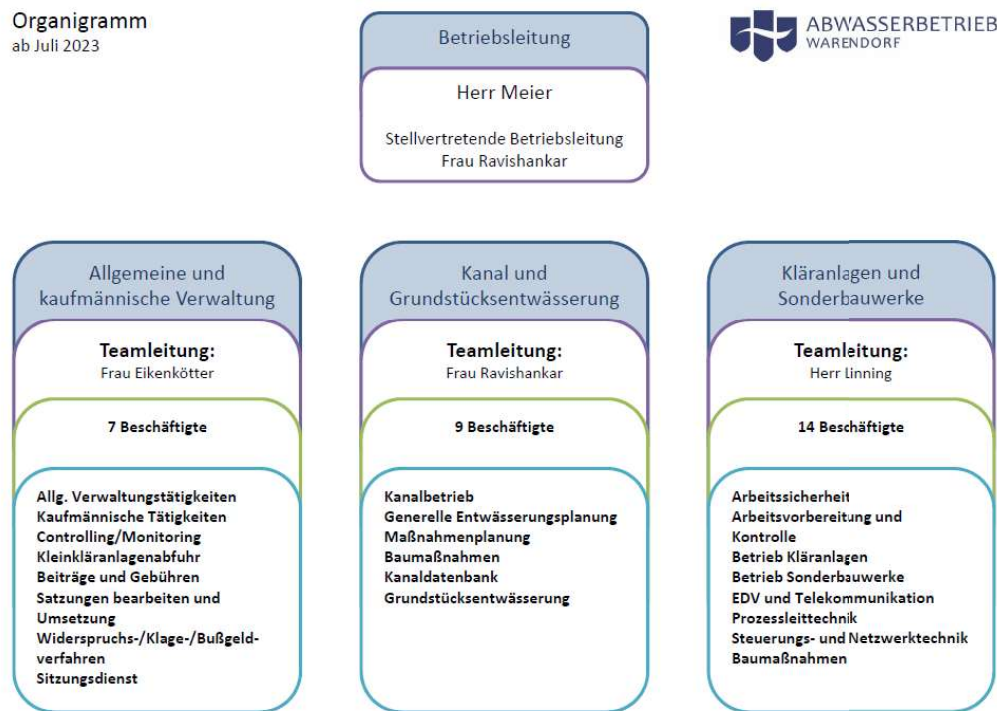 Organigramm
ab Juli 2023
ABWASSERBETRIEB
WARENDORF
Betriebsleitung
Herr Meier
Stellvertretende Betriebsleitung
Frau Ravishankar
Allgemeine und
kaufmännische Verwaltung
Teamleitung:
Frau Eikenkötter
7 Beschäftigte
Allg. Verwaltungstätigkeiten
Kaufmännische Tätigkeiten
Controlling/Monitoring
Kleinkläranlagenabfuhr
Beiträge und Gebühren
Satzungen bearbeiten und
Umsetzung
Widerspruchs-/Klage-/Bußgeld-
verfahren
Sitzungsdienst
Kanal und
Grundstücksentwässerung
Teamleitung:
Frau Ravishankar
9 Beschäftigte
Kanalbetrieb
Generelle Entwässerungsplanung
Maßnahmenplanung
Baumaßnahmen
Kanaldatenbank
Grundstücksentwässerung
Kläranlagen und
Sonderbauwerke
Teamleitung:
Herr Linning
14 Beschäftigte
Arbeitssicherheit
Arbeitsvorbereitung und
Kontrolle
Betrieb Kläranlagen
Betrieb Sonderbauwerke
EDV und Telekommunikation
Prozessleittechnik
Steuerungs- und Netzwerktechnik
Baumaßnahmen